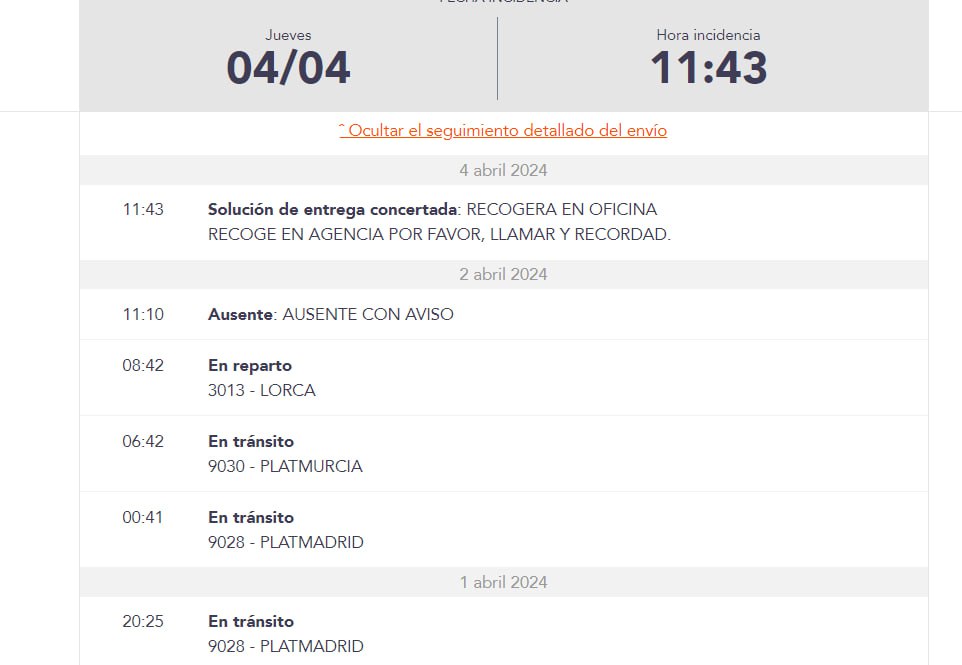 FECHA INCIDENCIA
Jueves
04/04
Hora incidencia
11:43
ˆ Ocultar el seguimiento detallado del envío
4 abril 2024
11:43 Solución de entrega concertada: RECOGERA EN OFICINA
RECOGE EN AGENCIA POR FAVOR, LLAMAR Y RECORDAD.
2 abril 2024
11:10 Ausente: AUSENTE CON AVISO
08:42 En reparto
3013 - LORCA
06:42 En tránsito
9030 - PLATMURCIA
00:41 En tránsito
9028 - PLATMADRID
1 abril 2024
20:25 En tránsito
9028 - PLATMADRID